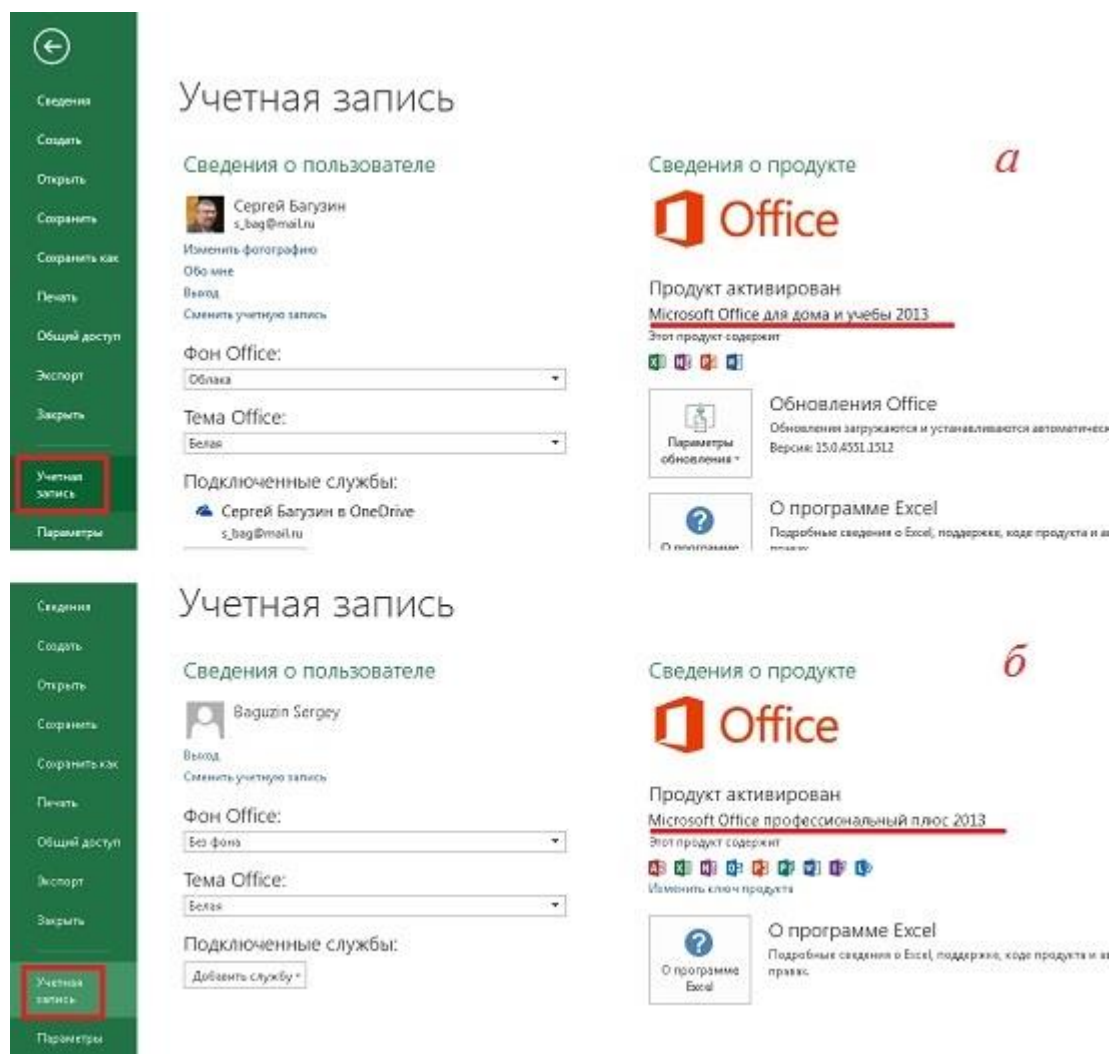 Сведения
Создать
Открыть
Сохранить
Сохранить как
Печать
Общий доступ
Экспорт
Закрыть
Учетная
запись
Параметры
Учетная запись
Сведения о пользователе
Сергей Багузин
s_bag@mail.ru
Изменить фотографию
Обо мне
Выход
Сменить учетную запись
Фон Office:
Облака
Тема Office:
Белая
Подключенные службы:
Сергей Багузин в OneDrive
s_bag@mail.ru
Сведения о продукте
а
Office
Продукт активирован
Microsoft Office для дома и учебы 2013
Этот продукт содержит
Параметры
обновления
Обновления Office
Обновления загружаются и устанавливаются автоматическ
Версия: 15.0.4551.1512
О программе
О программе Excel
Подробные сведения о Excel, поддержке, коде продукта и ав
правах.
Сведения
Создать
Открыть
Сохранить
Сохранить как
Печать
Общий доступ
Экспорт
Закрыть
Учетная
запись
Параметры
Учетная запись
Сведения о пользователе
Baguzin Sergey
Выход
Сменить учетную запись
Фон Office:
Без фона
Тема Office:
Белая
Подключенные службы:
Добавить службу
Сведения о продукте
б
Office
Продукт активирован
Microsoft Office профессиональный плюс 2013
Этот продукт содержит
Изменить ключ продукта
О программе
Excel
О программе Excel
Подробные сведения о Excel, поддержке, коде продукта и ав
правах.